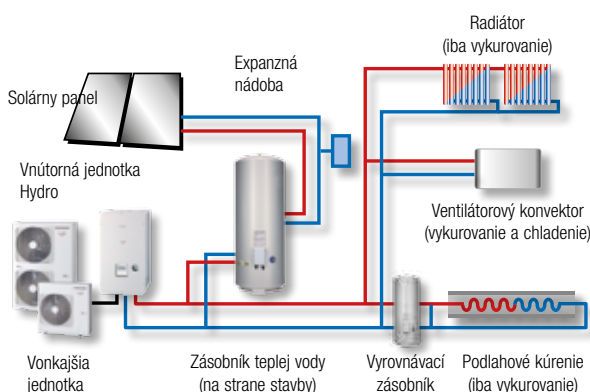 Radiátor
(iba vykurovanie)
Expanzná
nádoba
Solárny panel
Vnútorná jednotka
Hydro
Ventilátorový konvektor
(vykurovanie a chladenie)
Vonkajšia
jednotka
Zásobník teplej vody
(na strane stavby)
Vyrovnávací
zásobník
Podlahové kúrenie
(iba vykurovanie)